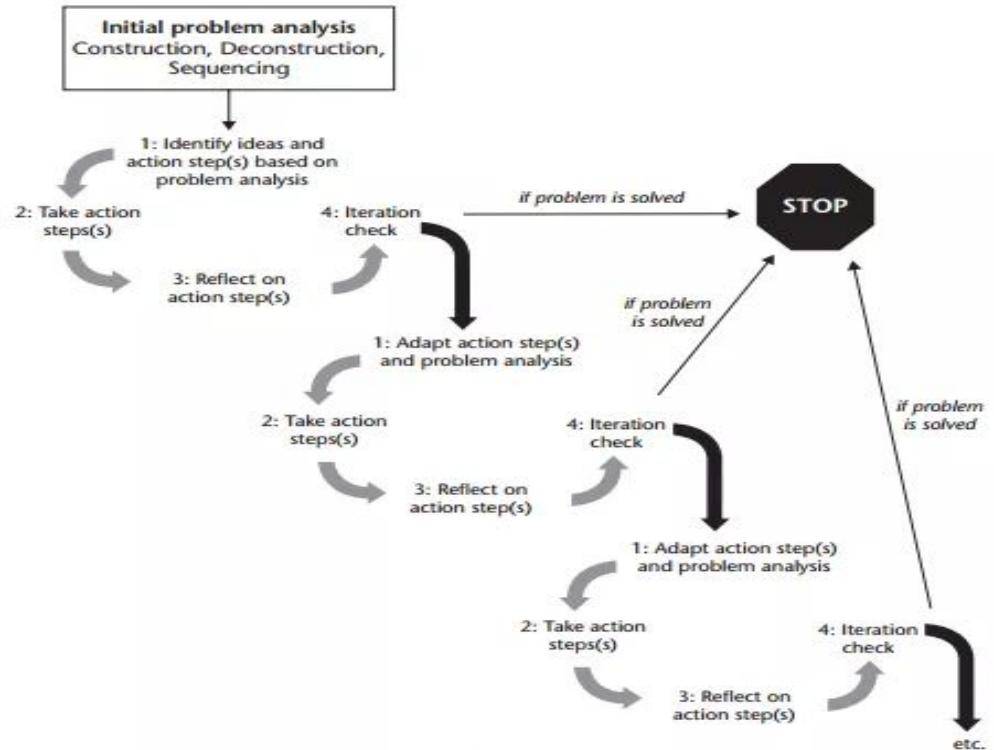 Initial problem analysis
Construction, Deconstruction,
Sequencing
1: Identify ideas and
action step(s) based on
problem analysis
2: Take action
steps(s)
3: Reflect on
action step(s)
4: Iteration
check
if problem is solved
STOP
1: Adapt action step(s)
and problem analysis
2: Take action
steps(s)
3: Reflect on
action step(s)
4: Iteration
check
if problem
is solved
1: Adapt action step(s)
and problem analysis
2: Take action
steps(s)
3: Reflect on
action step(s)
4: Iteration
check
if problem
is solved
etc.